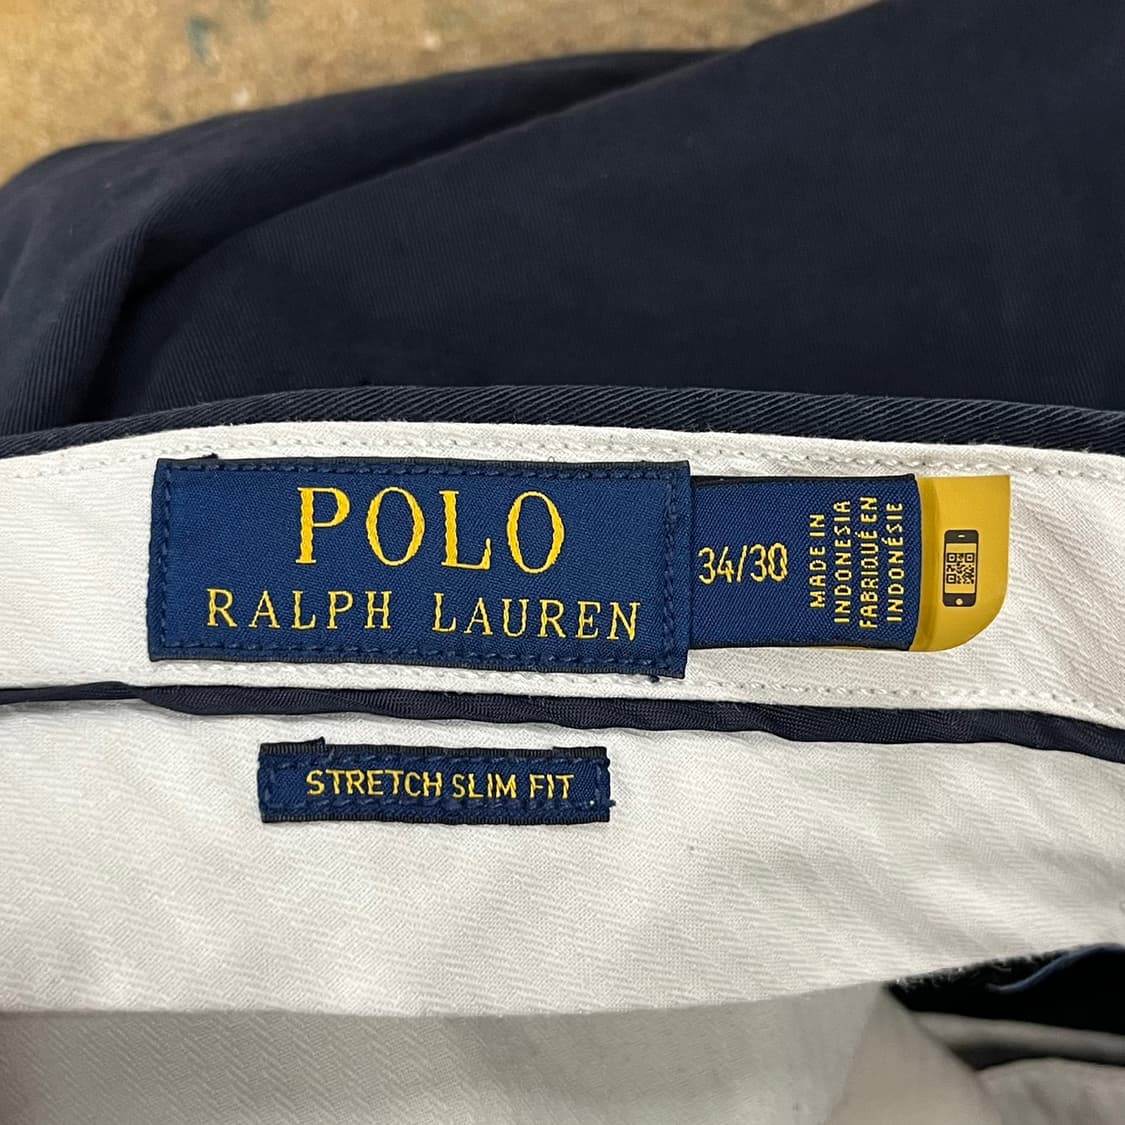 POLO
RALPH LAUREN
34/30
MADE IN
INDONESIA
FABRIQUÉ EN
INDONÉSIE
STRETCH SLIM FIT